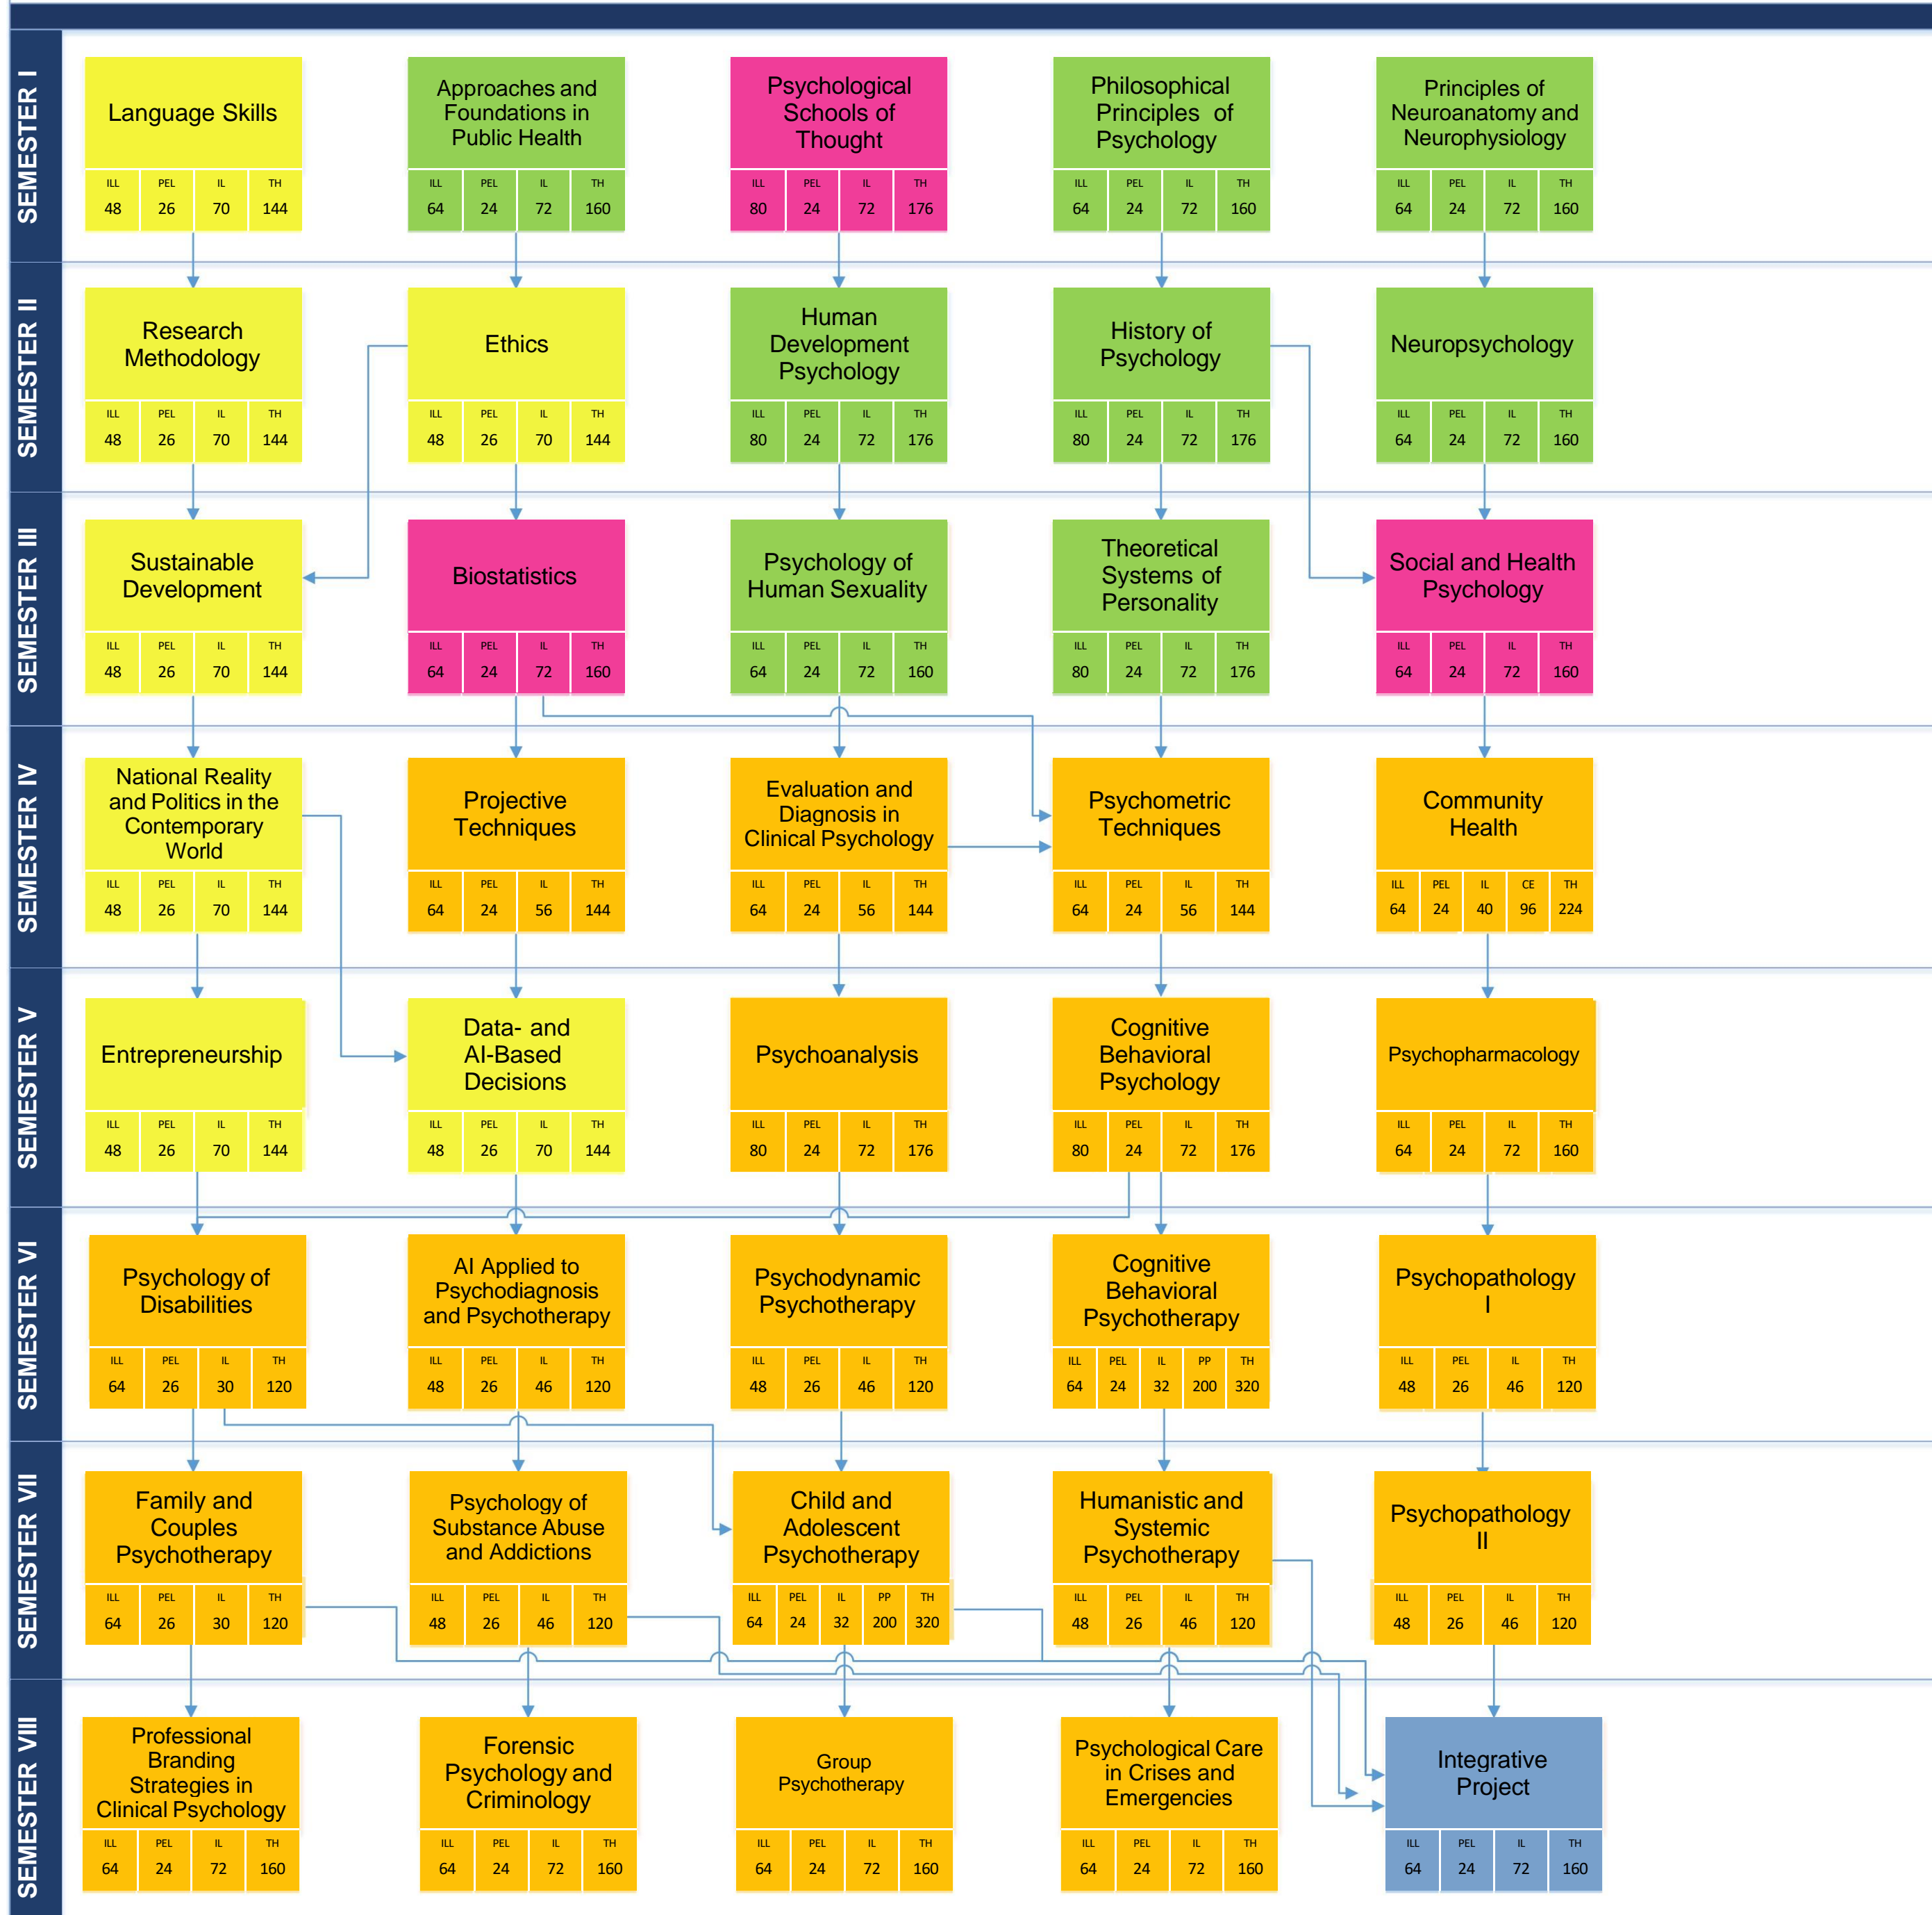 SEMESTER I
Language Skills
ILL PEL IL TH
48 26 70 144
Approaches and
Foundations in
Public Health
ILL PEL IL TH
64 24 72 160
Psychological
Schools of
Thought
ILL PEL IL TH
80 24 72 176
Philosophical
Principles of
Psychology
ILL PEL IL TH
64 24 72 160
Principles of
Neuroanatomy and
Neurophysiology
ILL PEL IL TH
64 24 72 160
SEMESTER II
Research
Methodology
ILL PEL IL TH
48 26 70 144
Ethics
ILL PEL IL TH
48 26 70 144
Human
Development
Psychology
ILL PEL IL TH
80 24 72 176
History of
Psychology
ILL PEL IL TH
80 24 72 176
Neuropsychology
ILL PEL IL TH
64 24 72 160
SEMESTER III
Sustainable
Development
ILL PEL IL TH
48 26 70 144
Biostatistics
ILL PEL IL TH
64 24 72 160
Psychology of
Human Sexuality
ILL PEL IL TH
64 24 72 160
Theoretical
Systems of
Personality
ILL PEL IL TH
80 24 72 176
Social and Health
Psychology
ILL PEL IL TH
64 24 72 160
SEMESTER IV
National Reality
and Politics in the
Contemporary
World
ILL PEL IL TH
48 26 70 144
Projective
Techniques
ILL PEL IL TH
64 24 56 144
Evaluation and
Diagnosis in
Clinical Psychology
ILL PEL IL TH
64 24 56 144
Psychometric
Techniques
ILL PEL IL TH
64 24 56 144
Community
Health
ILL PEL IL CE TH
64 24 40 96 224
SEMESTER V
Entrepreneurship
ILL PEL IL TH
48 26 70 144
Data- and
AI-Based
Decisions
ILL PEL IL TH
48 26 70 144
Psychoanalysis
ILL PEL IL TH
80 24 72 176
Cognitive
Behavioral
Psychology
ILL PEL IL TH
80 24 72 176
Psychopharmacology
ILL PEL IL TH
64 24 72 160
SEMESTER VI
Psychology of
Disabilities
ILL PEL IL TH
64 26 30 120
AI Applied to
Psychodiagnosis
and Psychotherapy
ILL PEL IL TH
48 26 46 120
Psychodynamic
Psychotherapy
ILL PEL IL TH
48 26 46 120
Cognitive
Behavioral
Psychotherapy
ILL PEL IL PP TH
64 24 32 200 320
Psychopathology
I
ILL PEL IL TH
48 26 46 120
SEMESTER VII
Family and
Couples
Psychotherapy
ILL PEL IL TH
64 26 30 120
Psychology of
Substance Abuse
and Addictions
ILL PEL IL TH
48 26 46 120
Child and
Adolescent
Psychotherapy
ILL PEL IL PP TH
64 24 32 200 320
Humanistic and
Systemic
Psychotherapy
ILL PEL IL TH
48 26 46 120
Psychopathology
II
ILL PEL IL TH
48 26 46 120
SEMESTER VIII
Professional
Branding
Strategies in
Clinical Psychology
ILL PEL IL TH
64 24 72 160
Forensic
Psychology and
Criminology
ILL PEL IL TH
64 24 72 160
Group
Psychotherapy
ILL PEL IL TH
64 24 72 160
Psychological Care
in Crises and
Emergencies
ILL PEL IL TH
64 24 72 160
Integrative
Project
ILL PEL IL TH
64 24 72 160